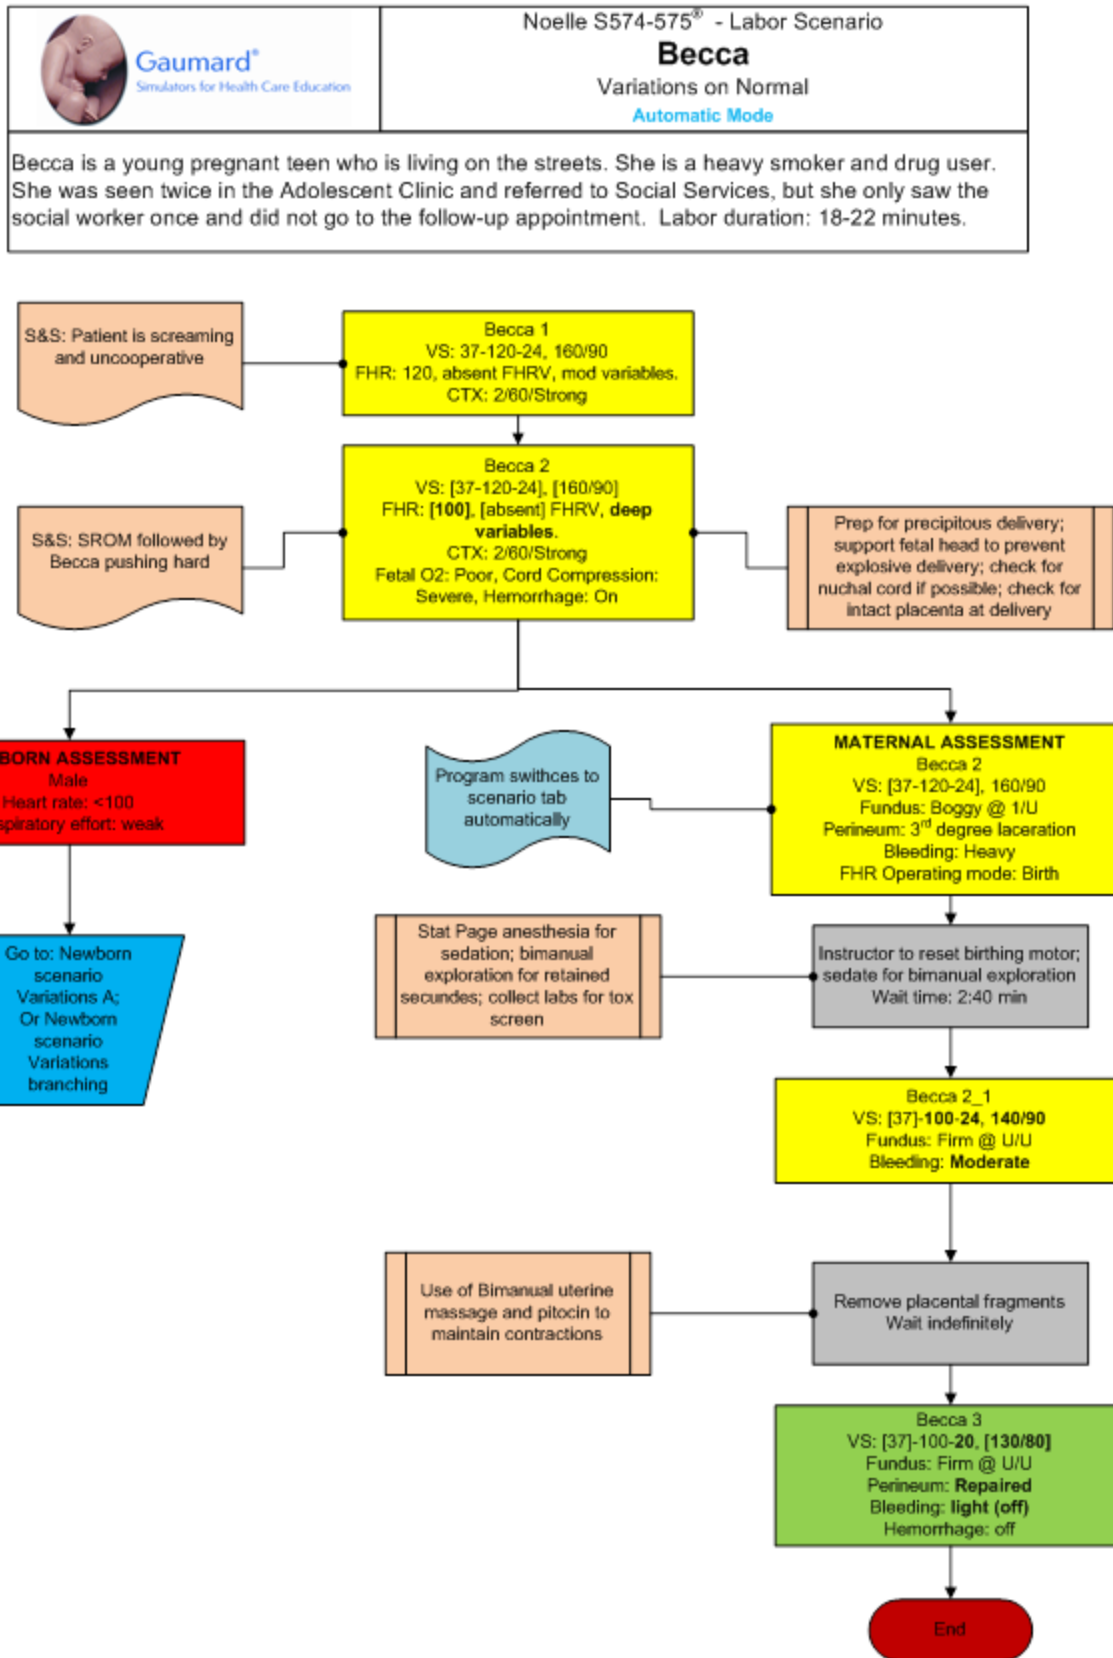 Gaumard®
Simulators for Health Care Education
Noelle S574-575® - Labor Scenario
Becca
Variations on Normal
Automatic Mode
Becca is a young pregnant teen who is living on the streets. She is a heavy smoker and drug user.
She was seen twice in the Adolescent Clinic and referred to Social Services, but she only saw the
social worker once and did not go to the follow-up appointment. Labor duration: 18-22 minutes.
S&S: Patient is screaming
and uncooperative
Becca 1
VS: 37-120-24, 160/90
FHR: 120, absent FHRV, mod variables.
CTX: 2/60/Strong
Becca 2
VS: [37-120-24], [160/90]
FHR: [100], [absent] FHRV, deep
variables.
CTX: 2/60/Strong
Fetal O2: Poor, Cord Compression:
Severe, Hemorrhage: On
S&S: SROM followed by
Becca pushing hard
Prep for precipitous delivery;
support fetal head to prevent
explosive delivery; check for
nuchal cord if possible; check for
intact placenta at delivery
BORN ASSESSMENT
Male
Heart rate: <100
spiratory effort: weak
Go to: Newborn
scenario
Variations A;
Or Newborn
scenario
Variations
branching
Program swithces to
scenario tab
automatically
MATERNAL ASSESSMENT
Becca 2
VS: [37-120-24], 160/90
Fundus: Boggy @ 1/U
Perineum: 3rd degree laceration
Bleeding: Heavy
FHR Operating mode: Birth
Stat Page anesthesia for
sedation; bimanual
exploration for retained
secundes; collect labs for tox
screen
Instructor to reset birthing motor;
sedate for bimanual exploration
Wait time: 2:40 min
Becca 2_1
VS: [37]-100-24, 140/90
Fundus: Firm @ U/U
Bleeding: Moderate
Use of Bimanual uterine
massage and pitocin to
maintain contractions
Remove placental fragments
Wait indefinitely
Becca 3
VS: [37]-100-20, [130/80]
Fundus: Firm @ U/U
Perineum: Repaired
Bleeding: light (off)
Hemorrhage: off
End